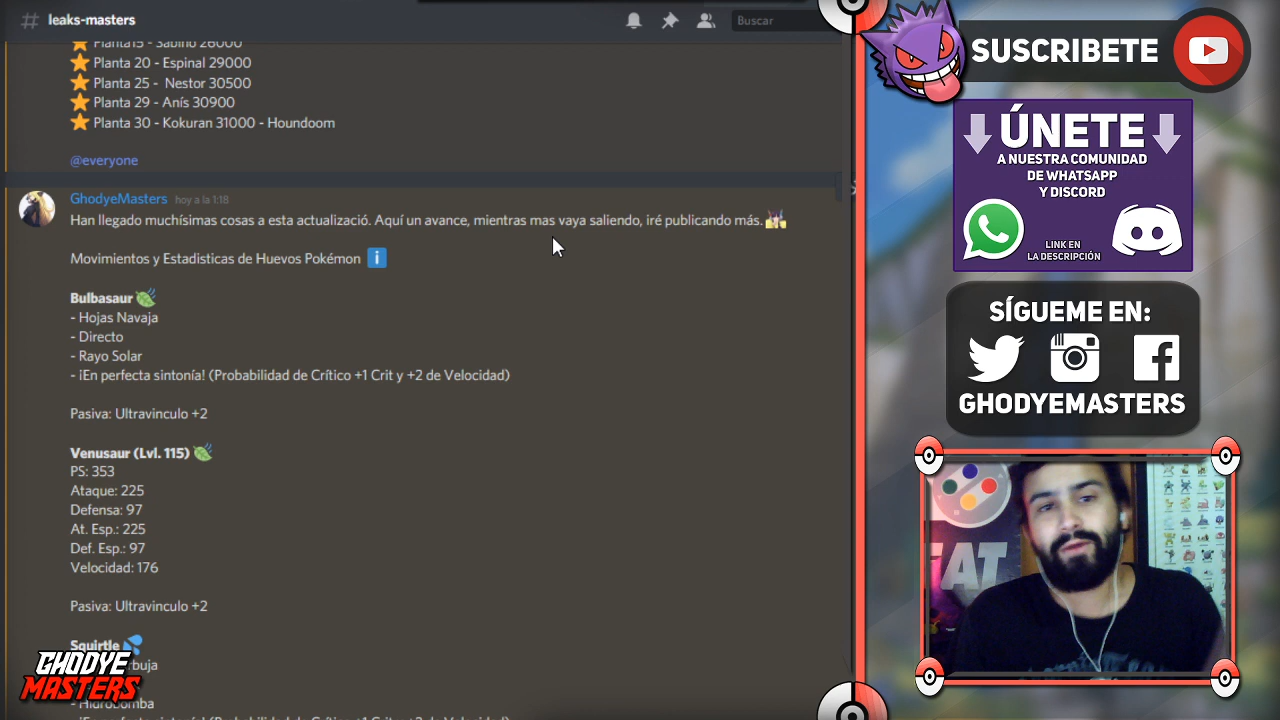 # leaks-masters
Buscar
Planta15 - Sabino 26000
Planta 20 - Espinal 29000
Planta 25 - Nestor 30500
Planta 29 - Anís 30900
Planta 30 - Kokuran 31000 - Houndoom
@everyone
GhodyeMasters hoy a la 1:18
Han llegado muchísimas cosas a esta actualizació. Aquí un avance, mientras mas vaya saliendo, iré publicando más.
Movimientos y Estadisticas de Huevos Pokémon
Bulbasaur
- Hojas Navaja
- Directo
- Rayo Solar
- ¡En perfecta sintonía! (Probabilidad de Crítico +1 Crit y +2 de Velocidad)
Pasiva: Ultravinculo +2
Venusaur (Lvl. 115)
PS: 353
Ataque: 225
Defensa: 97
At. Esp.: 225
Def. Esp.: 97
Velocidad: 176
Pasiva: Ultravinculo +2
Squirtle
GHODYE
MASTERS
- Hidrobomba
SUSCRIBETE
ÚNETE
A NUESTRA COMUNIDAD
DE WHATSAPP
Y DISCORD
LINK EN
LA DESCRIPCIÓN
SÍGUEME EN:
GHODYEMASTERS